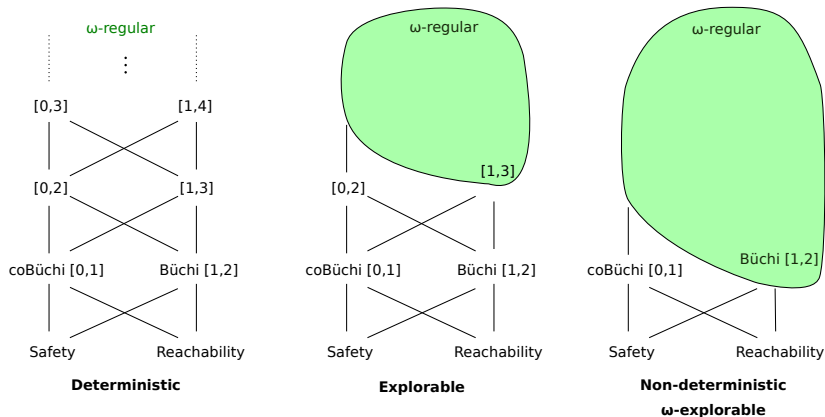 ω-regular
⋮
[0,3]
[1,4]
[0,2]
[1,3]
coBüchi [0,1]
Büchi [1,2]
Safety
Reachability
Deterministic
ω-regular
[1,3]
[0,2]
coBüchi [0,1]
Büchi [1,2]
Safety
Reachability
Explorable
ω-regular
Büchi [1,2]
coBüchi [0,1]
Safety
Reachability
Non-deterministic
ω-explorable